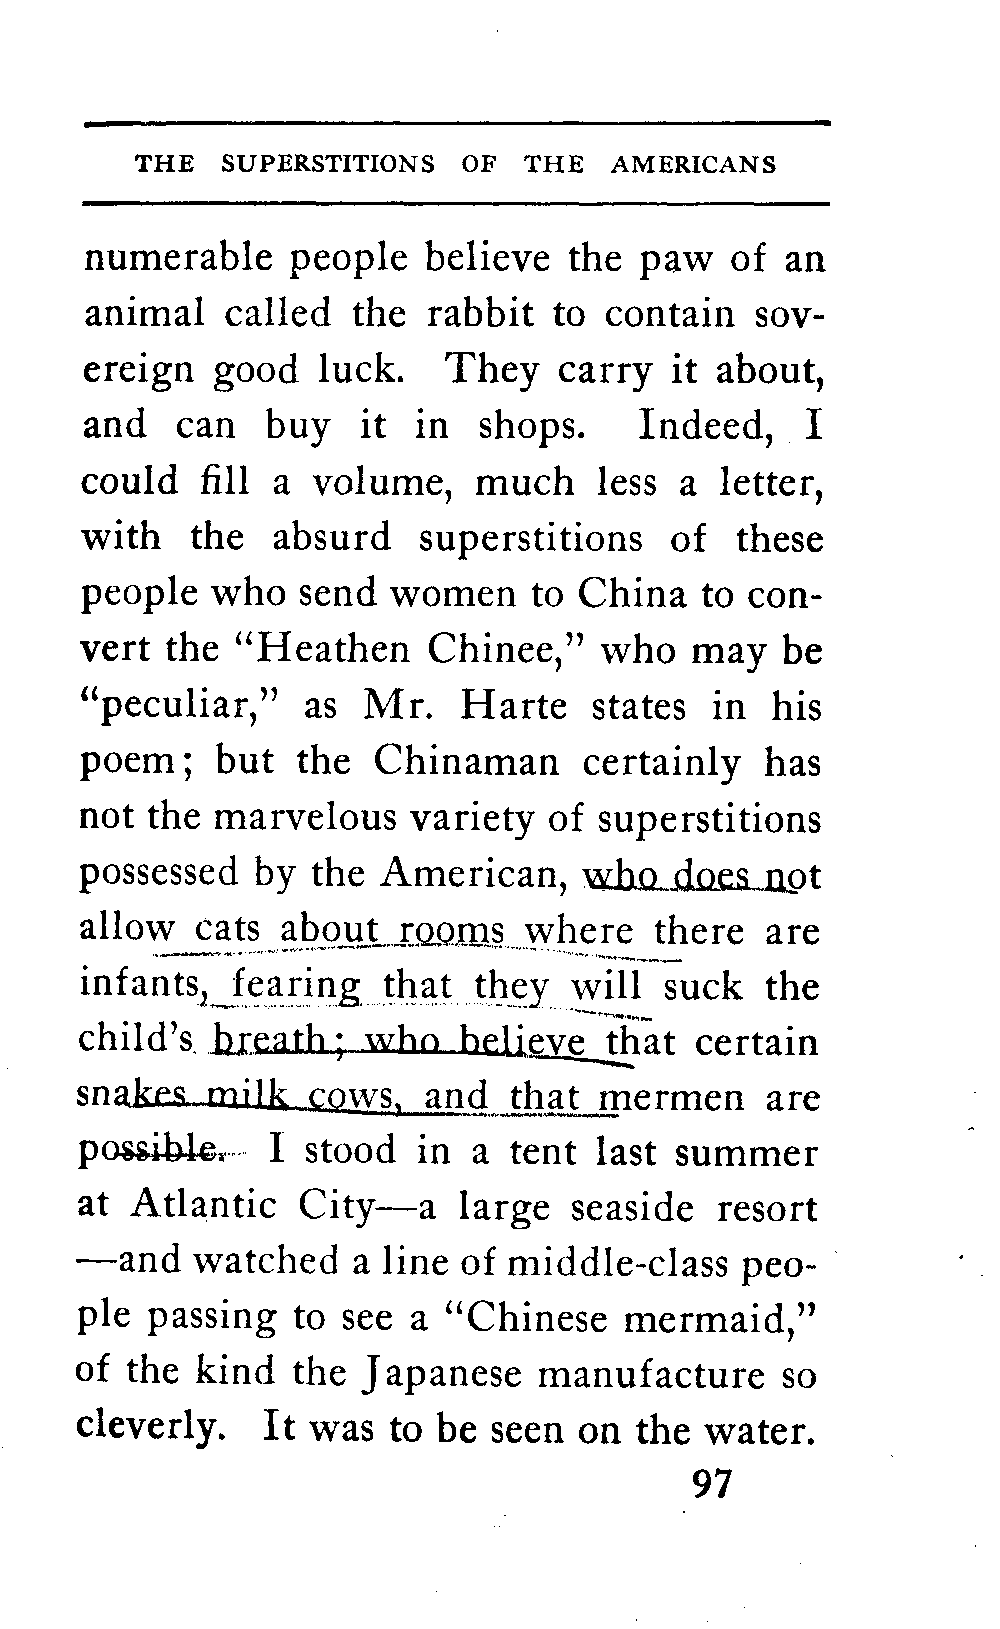 THE SUPERSTITIONS OF THE AMERICANS
numerable people believe the paw of an
animal called the rabbit to contain sov-
ereign good luck. They carry it about,
and can buy it in shops. Indeed, I
could fill a volume, much less a letter,
with the absurd superstitions of these
people who send women to China to con-
vert the “Heathen Chinee,” who may be
“peculiar,” as Mr. Harte states in his
poem; but the Chinaman certainly has
not the marvelous variety of superstitions
possessed by the American, who does not
allow cats about rooms where there are
infants, fearing that they will suck the
child’s breath; who believe that certain
snakes milk cows, and that mermen are
possible. I stood in a tent last summer
at Atlantic City—a large seaside resort
—and watched a line of middle-class peo-
ple passing to see a “Chinese mermaid,”
of the kind the Japanese manufacture so
cleverly. It was to be seen on the water.
97